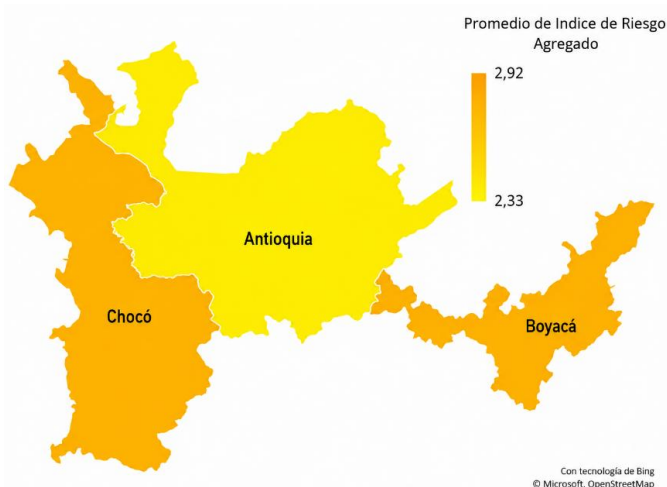 Promedio de Indice de Riesgo
Agregado
2,92
2,33
Antioquia
Chocó
Boyacá
Con tecnología de Bing
© Microsoft, OpenStreetMap